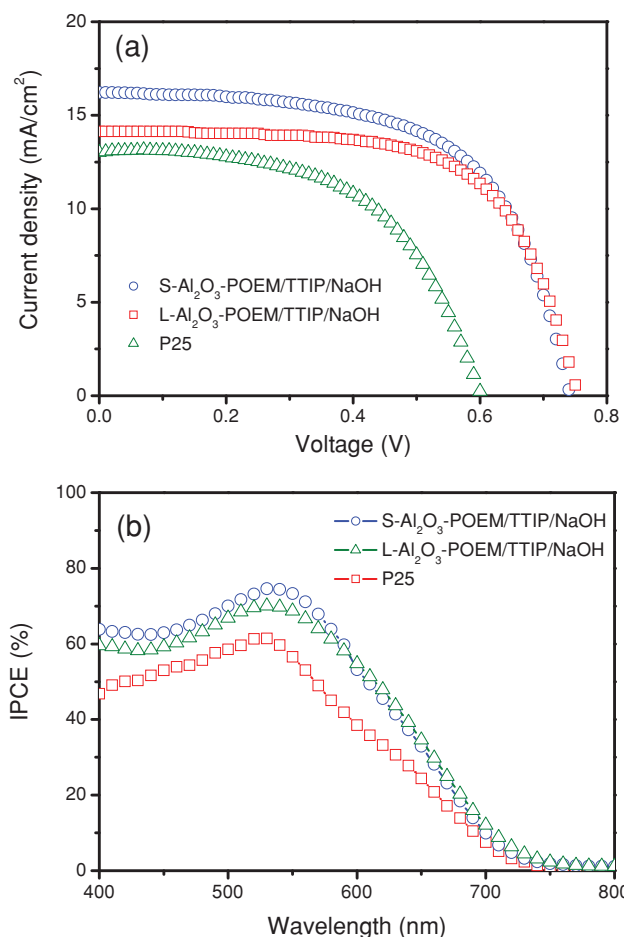 (a)
20
15
10
5
0
Current density (mA/cm²)
S-Al₂O₃-POEM/TTIP/NaOH
L-Al₂O₃-POEM/TTIP/NaOH
P25
0.0 0.2 0.4 0.6 0.8
Voltage (V)
(b)
100
80
60
40
20
0
IPCE (%)
S-Al₂O₃-POEM/TTIP/NaOH
L-Al₂O₃-POEM/TTIP/NaOH
P25
400 500 600 700 800
Wavelength (nm)